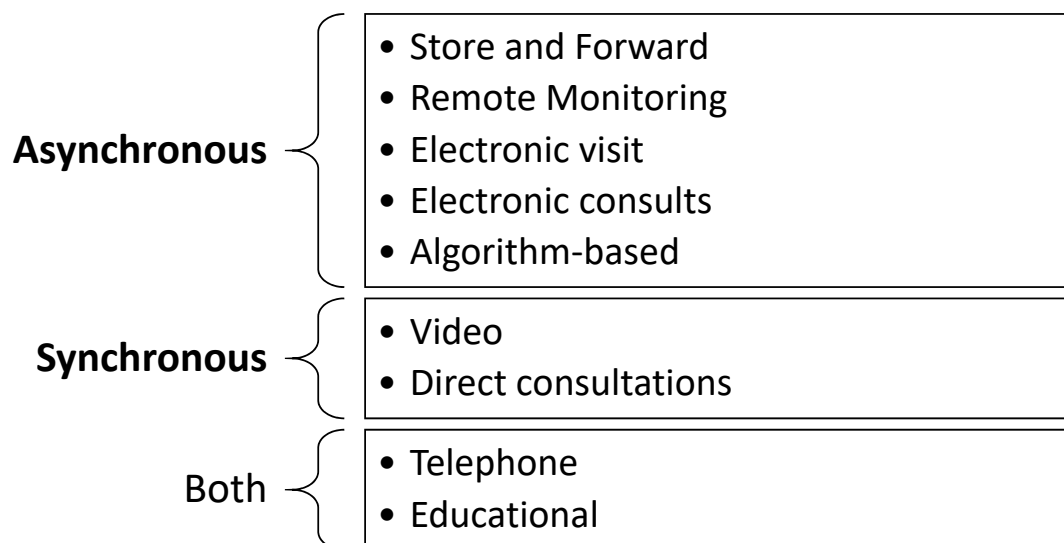 Asynchronous
• Store and Forward
• Remote Monitoring
• Electronic visit
• Electronic consults
• Algorithm-based
Synchronous
• Video
• Direct consultations
Both
• Telephone
• Educational